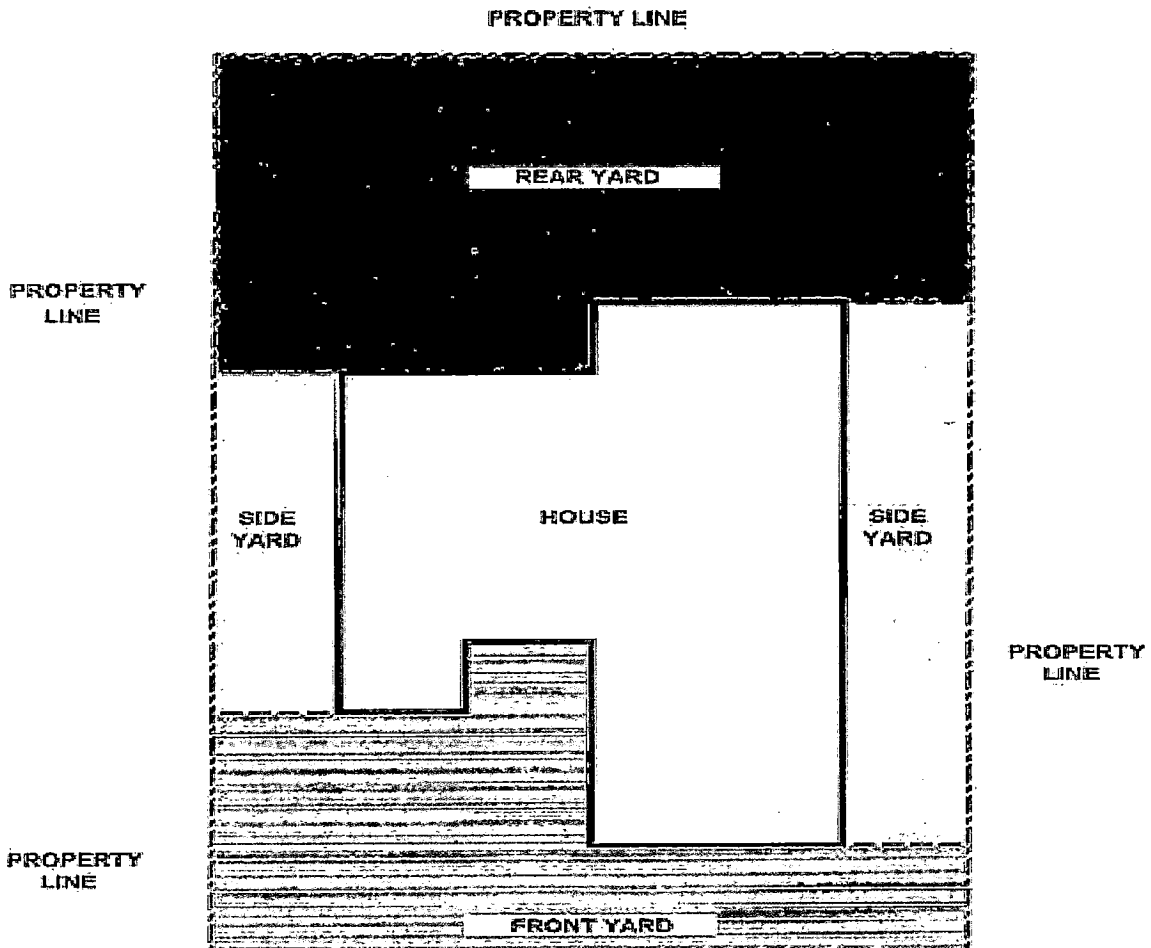 PROPERTY LINE
REAR YARD
PROPERTY
LINE
SIDE
YARD
HOUSE
SIDE
YARD
PROPERTY
LINE
PROPERTY
LINE
FRONT YARD